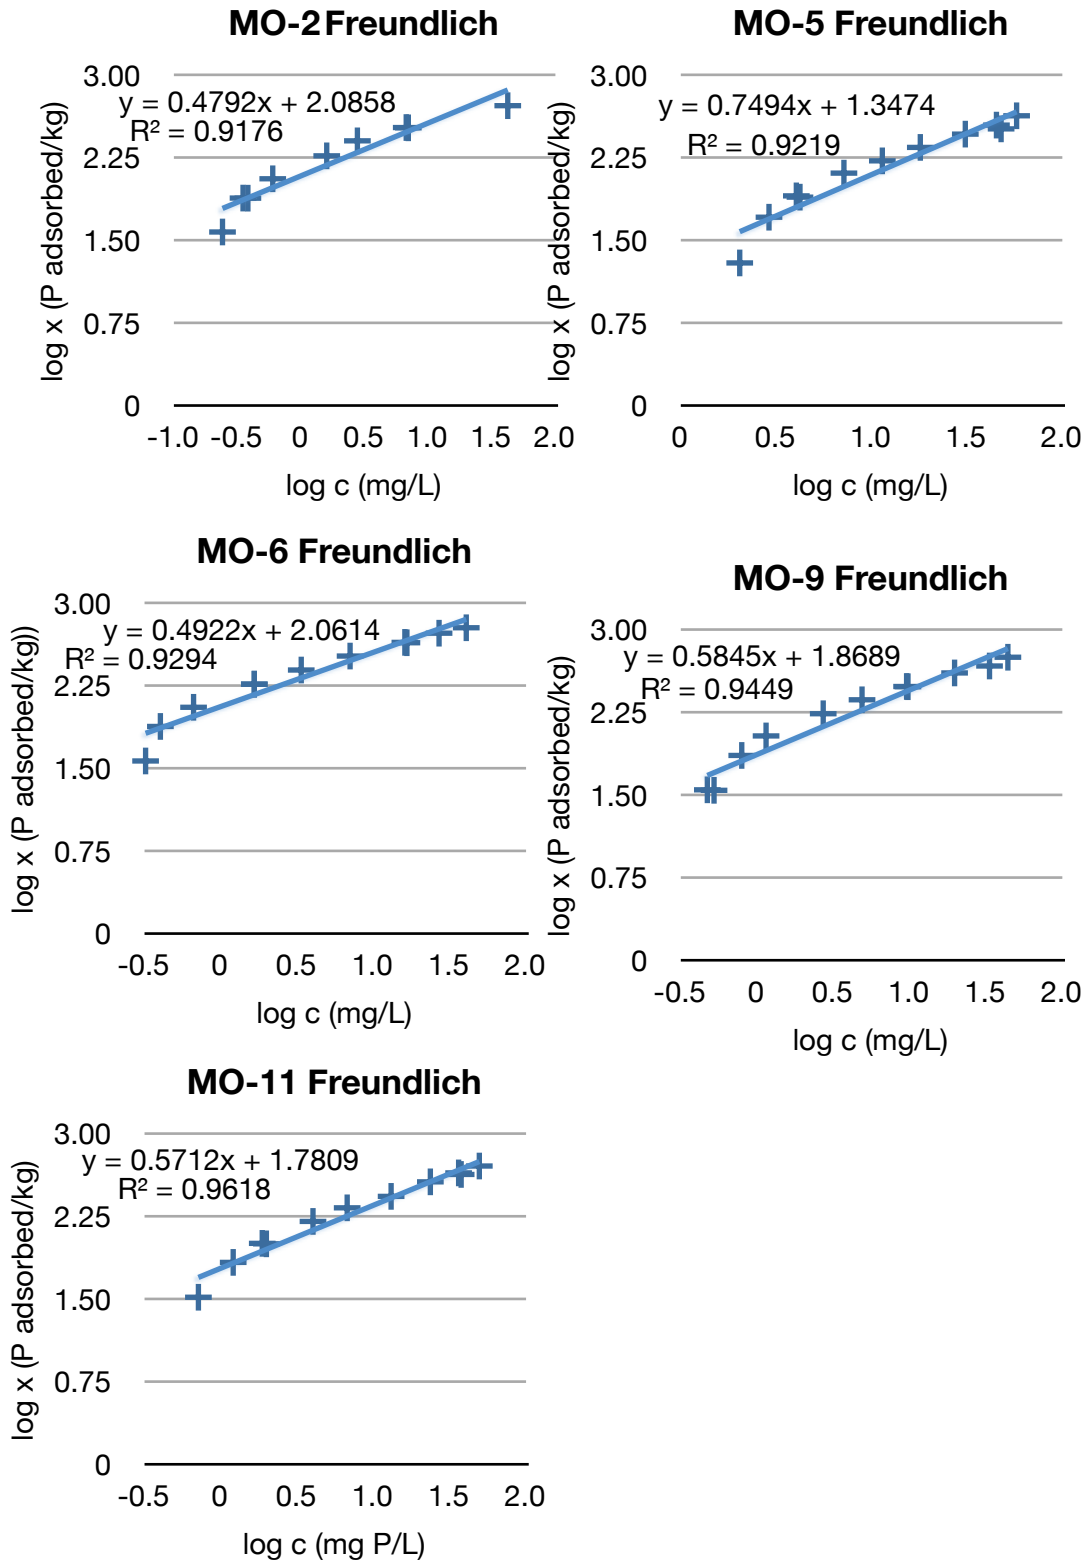 MO-2 Freundlich
3.00
y = 0.4792x + 2.0858
R² = 0.9176
2.25
1.50
0.75
0
log x (P adsorbed/kg)
-1.0 -0.5 0 0.5 1.0 1.5 2.0
log c (mg/L)
MO-5 Freundlich
3.00
y = 0.7494x + 1.3474
R² = 0.9219
2.25
1.50
0.75
0
log x (P adsorbed/kg)
0 0.5 1.0 1.5 2.0
log c (mg/L)
MO-6 Freundlich
3.00
y = 0.4922x + 2.0614
R² = 0.9294
2.25
1.50
0.75
0
log x (P adsorbed/kg))
-0.5 0 0.5 1.0 1.5 2.0
log c (mg/L)
MO-9 Freundlich
3.00
y = 0.5845x + 1.8689
R² = 0.9449
2.25
1.50
0.75
0
log x (P adsorbed/kg)
-0.5 0 0.5 1.0 1.5 2.0
log c (mg/L)
MO-11 Freundlich
3.00
y = 0.5712x + 1.7809
R² = 0.9618
2.25
1.50
0.75
0
log x (P adsorbed/kg)
-0.5 0 0.5 1.0 1.5 2.0
log c (mg P/L)